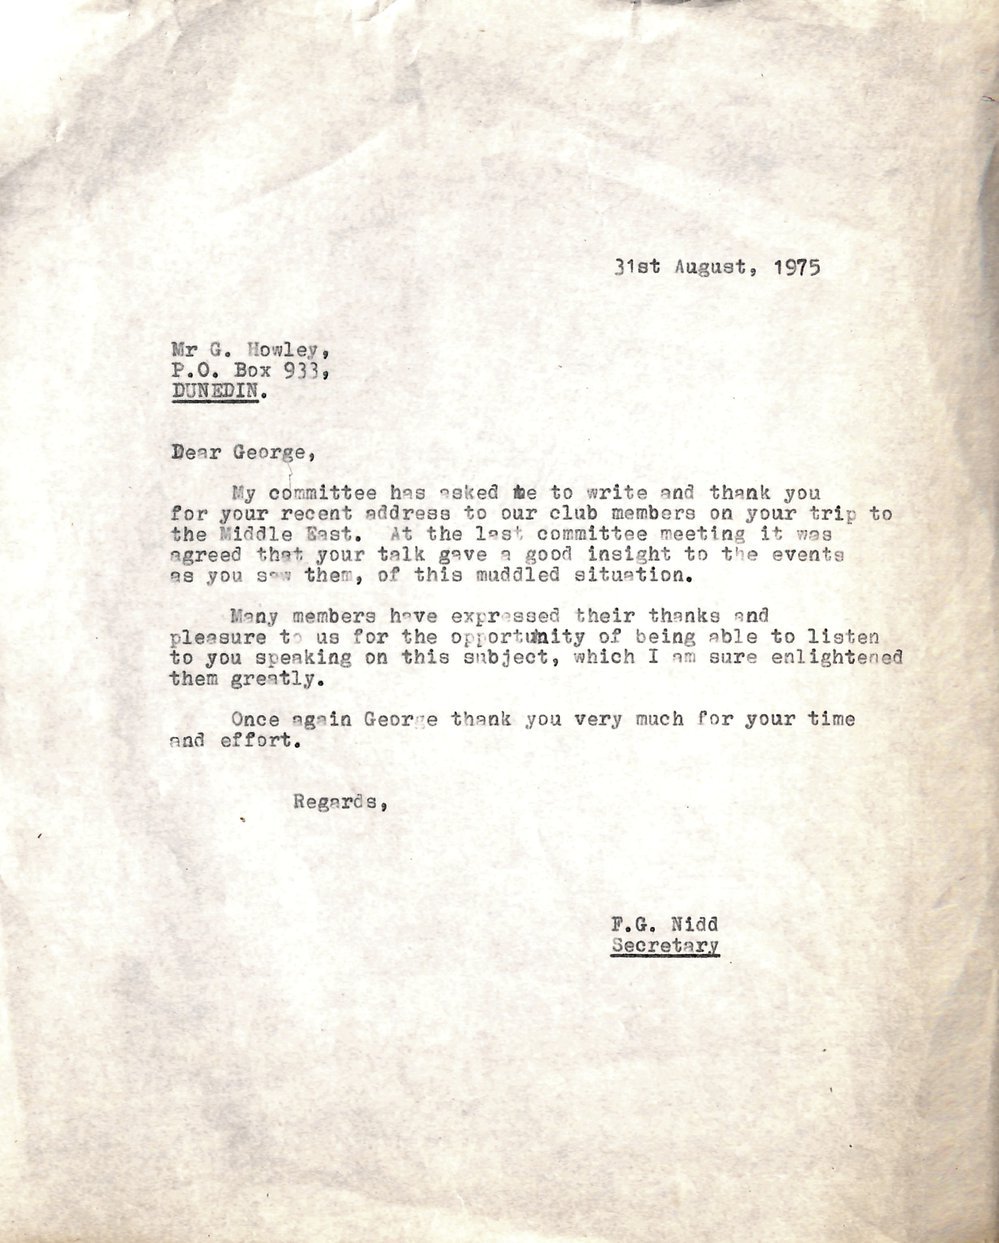 31st August, 1975
Mr G. Howley,
P.O. Box 933,
DUNEDIN.
Dear George,
My committee has asked me to write and thank you
for your recent address to our club members on your trip to
the Middle East. At the last committee meeting it was
agreed that your talk gave a good insight to the events
as you saw them, of this muddled situation.
Many members have expressed their thanks and
pleasure to us for the opportunity of being able to listen
to you speaking on this subject, which I am sure enlightened
them greatly.
Once again George thank you very much for your time
and effort.
Regards,
F.G. Nidd
Secretary